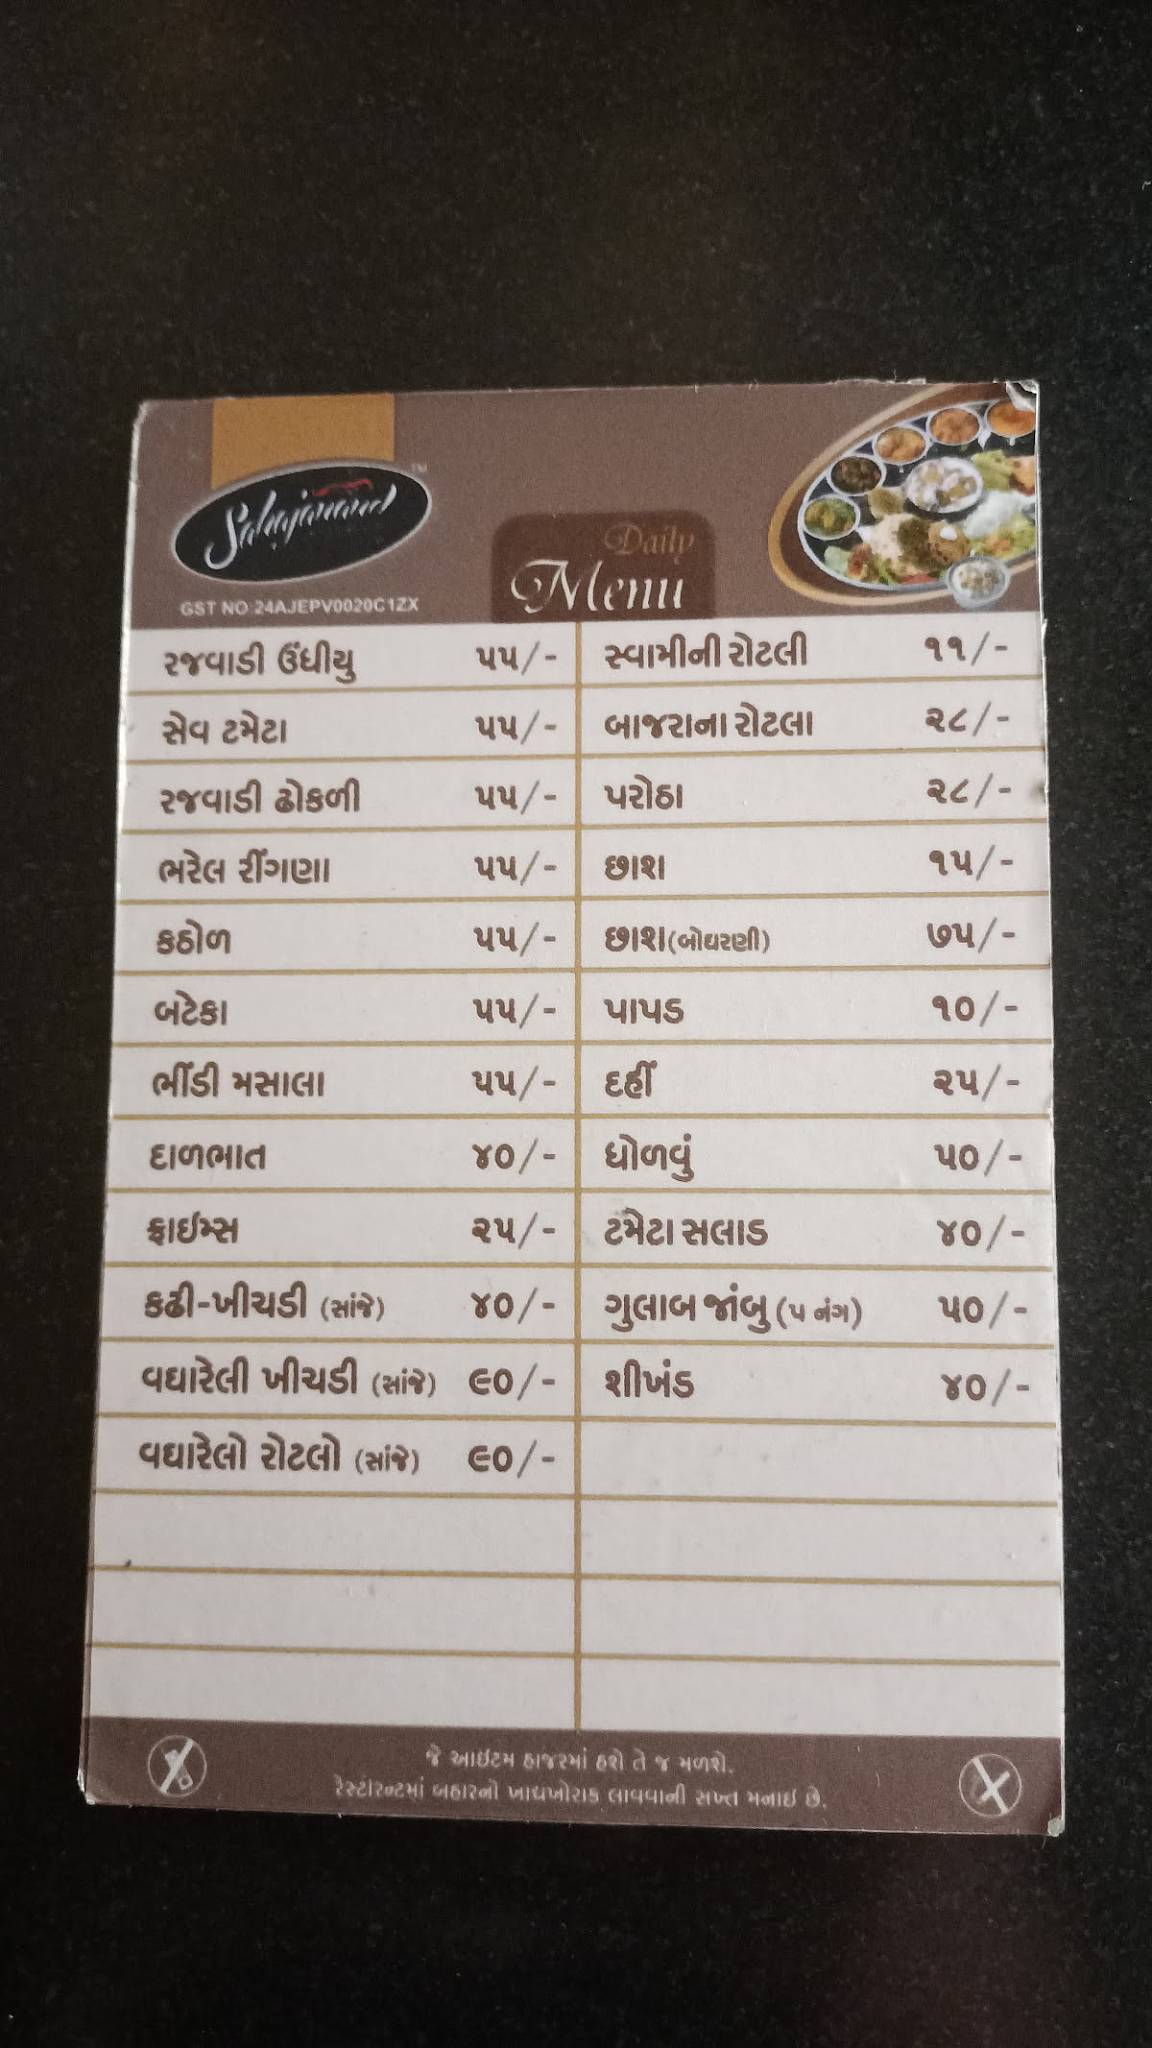 Sahajanand TM
GST NO 24AJEPV0020C1ZX
Daily
Menu
રજવાડી ઉંધીયુ ૫૫/-
સેવ ટમેટા ૫૫/-
રજવાડી ઢોકળી ૫૫/-
ભરેલ રીંગણા ૫૫/-
કઠોળ ૫૫/-
બટેકા ૫૫/-
ભીંડી મસાલા ૫૫/-
દાળભાત ૪૦/-
ફ્રાઇમ્સ ૨૫/-
કઢી-ખીચડી (સાંજે) ૪૦/-
વઘારેલી ખીચડી (સાંજે) ૯૦/-
વઘારેલો રોટલો (સાંજે) ૯૦/-
સ્વામીની રોટલી ૧૧/-
બાજરાના રોટલા ૨૮/-
પરોઠા ૨૮/-
છાશ ૧૫/-
છાશ(બોઘરણી) ૭૫/-
પાપડ ૧૦/-
દહીં ૨૫/-
ધોળવું ૫૦/-
ટમેટા સલાડ ૪૦/-
ગુલાબ જાંબુ (૫ નંગ) ૫૦/-
શીખંડ ૪૦/-
જે આઇટમ હાજરમાં હશે તે જ મળશે.
રેસ્ટોરન્ટમાં બહારનો ખાદ્યખોરાક લાવવાની સખ્ત મનાઇ છે.